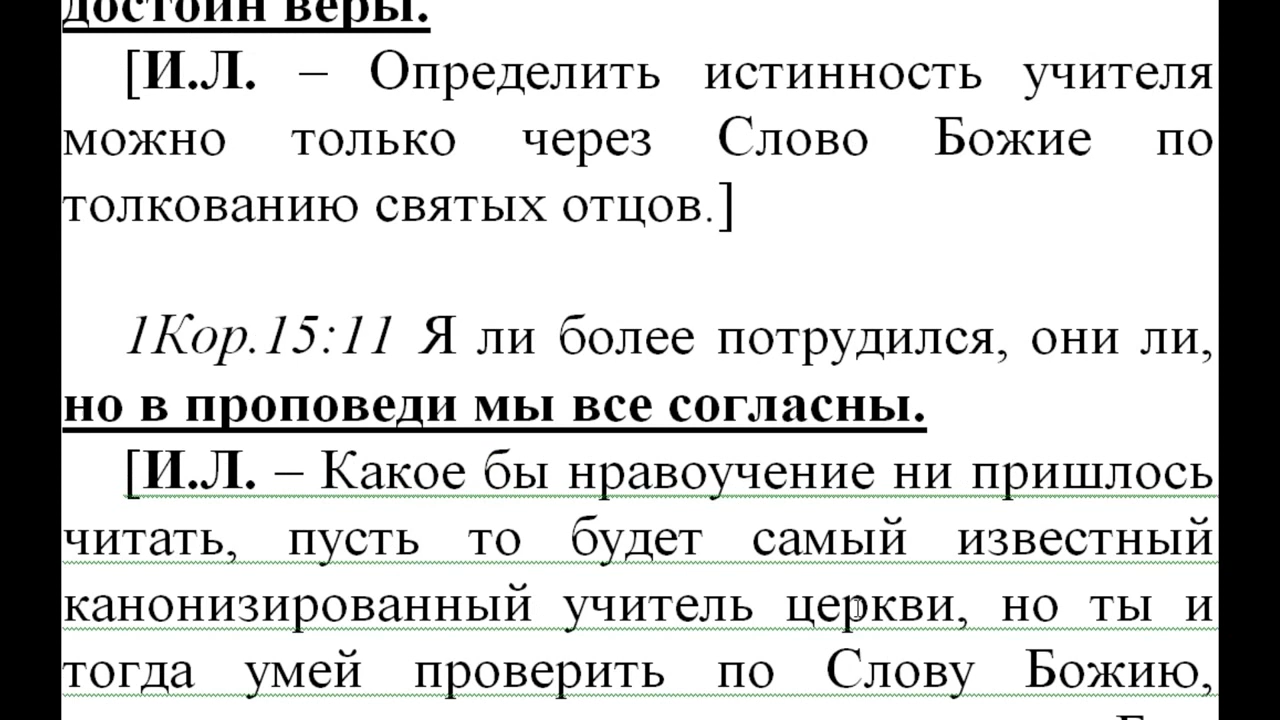 достоин веры.
[И.Л. – Определить истинность учителя
можно только через Слово Божие по
толкованию святых отцов.]
1Кор.15:11 Я ли более потрудился, они ли,
но в проповеди мы все согласны.
[И.Л. – Какое бы нравоучение ни пришлось
читать, пусть то будет самый известный
канонизированный учитель церкви, но ты и
тогда умей проверить по Слову Божию,